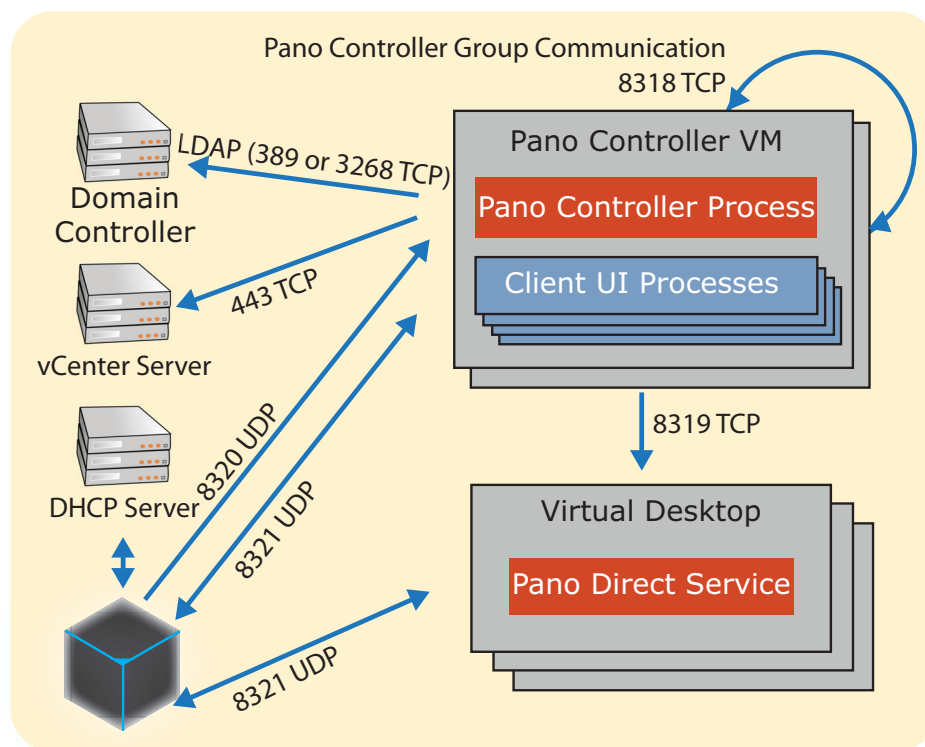 Pano Controller Group Communication
8318 TCP
LDAP (389 or 3268 TCP)
Pano Controller VM
Pano Controller Process
Client UI Processes
Domain
Controller
443 TCP
vCenter Server
8320 UDP
8321 UDP
8319 TCP
DHCP Server
Virtual Desktop
Pano Direct Service
8321 UDP